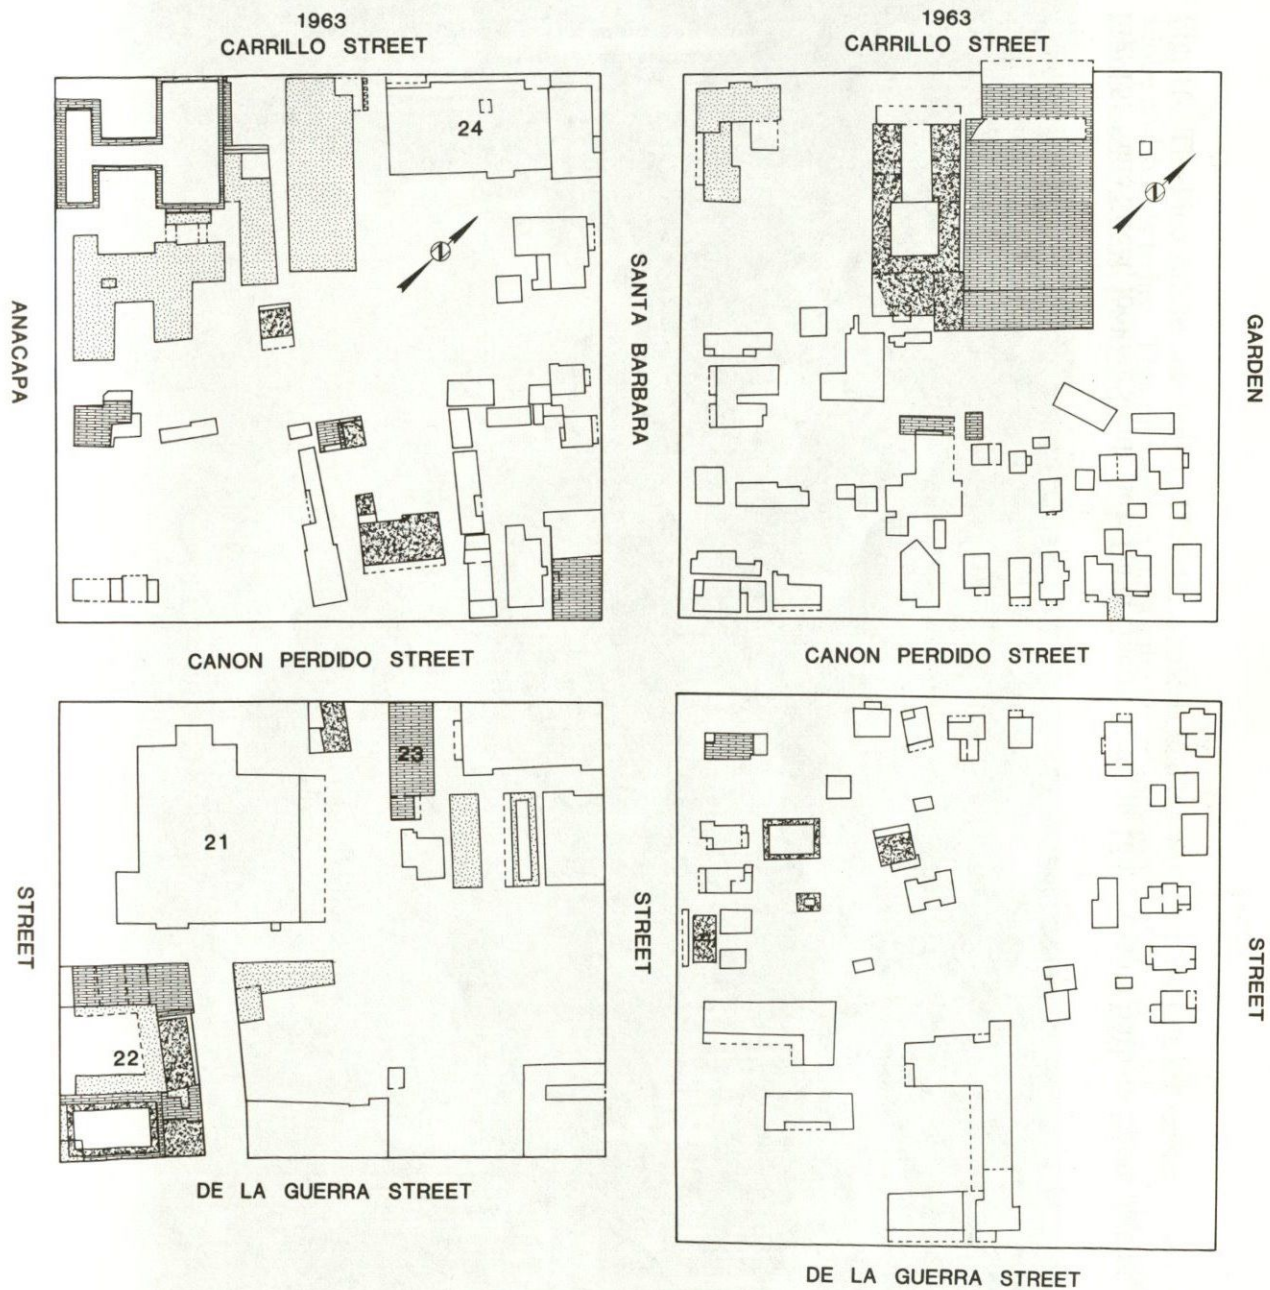 1963
CARRILLO STREET
1963
CARRILLO STREET
24
ANACAPA
SANTA BARBARA
GARDEN
CANON PERDIDO STREET
CANON PERDIDO STREET
23
21
STREET
STREET
STREET
22
DE LA GUERRA STREET
DE LA GUERRA STREET